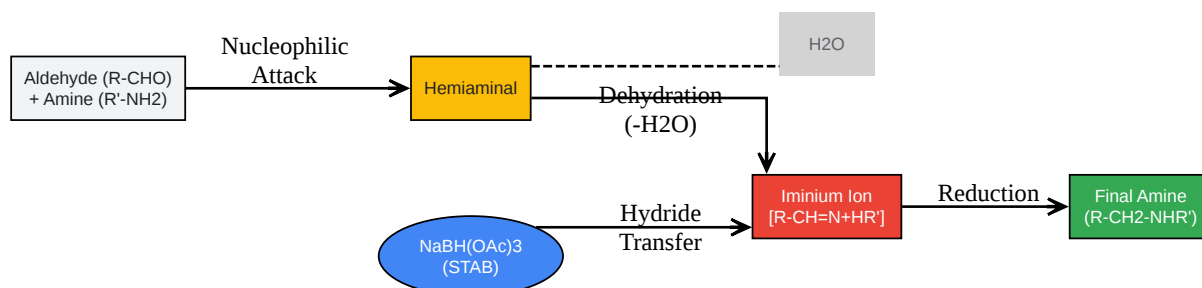 Aldehyde (R-CHO)
+ Amine (R'-NH2)
Nucleophilic
Attack
Hemiaminal
H2O
Dehydration
(-H2O)
NaBH(OAc)3
(STAB)
Hydride
Transfer
Iminium Ion
[R-CH=N+HR']
Reduction
Final Amine
(R-CH2-NHR')